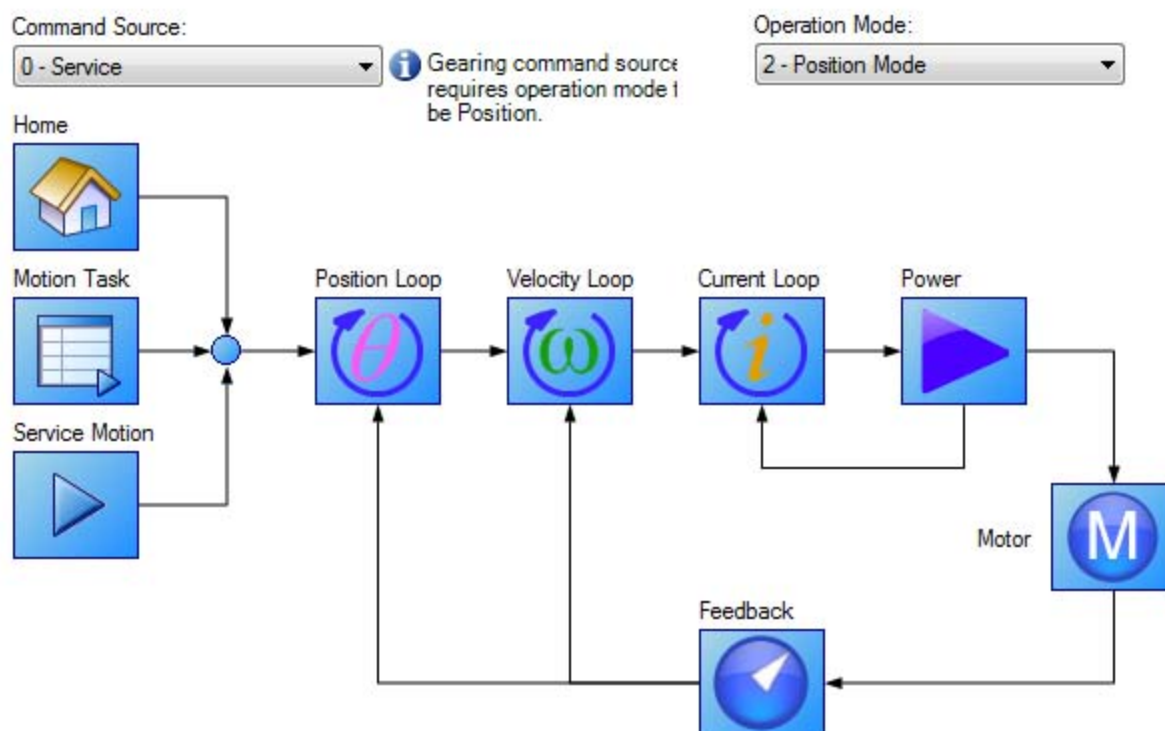 Command Source:
Operation Mode:
0 - Service
2 - Position Mode
Gearing command source
requires operation mode
be Position.
Home
Motion Task
Position Loop
Velocity Loop
Current Loop
Power
θ
ω
i
Service Motion
M
Motor
Feedback